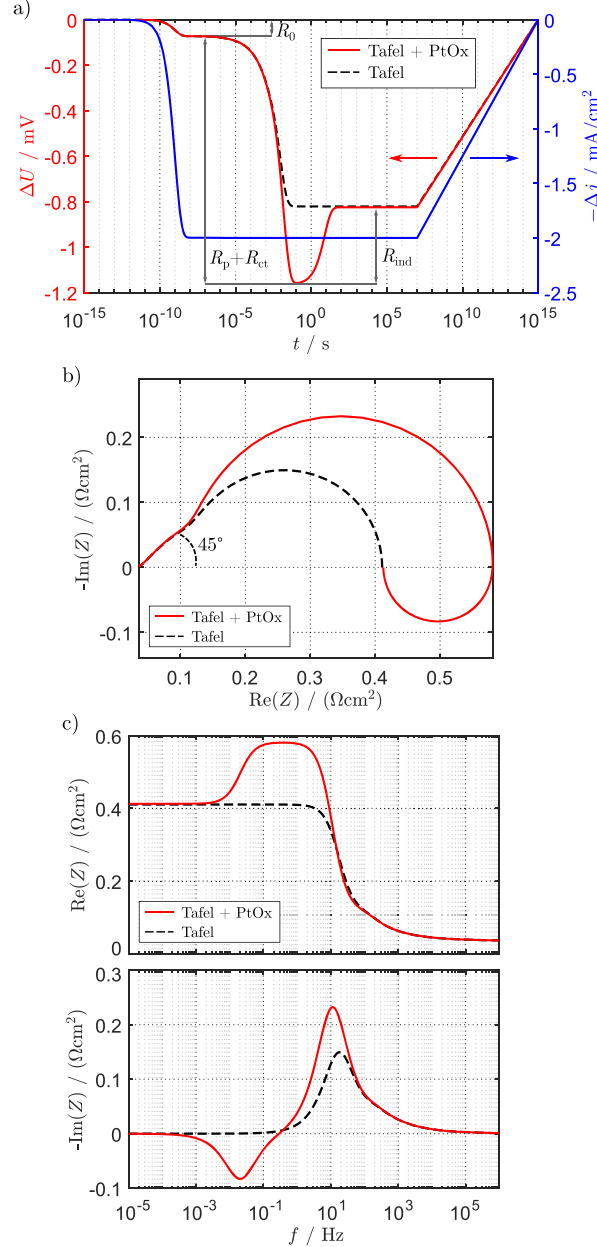 a)
0
-0.2
-0.4
-0.6
-0.8
-1
-1.2
ΔU / mV
R0
Tafel + PtOx
Tafel
Rp+Rct
Rind
0
-0.5
-1
-1.5
-2
-2.5
−Δj / mA/cm²
10⁻¹⁵ 10⁻¹⁰ 10⁻⁵ 10⁰ 10⁵ 10¹⁰ 10¹⁵
t / s
b)
0.2
0.1
0
-0.1
-Im(Z) / (Ωcm²)
45°
Tafel + PtOx
Tafel
0.1 0.2 0.3 0.4 0.5
Re(Z) / (Ωcm²)
c)
0.6
0.4
0.2
0
Re(Z) / (Ωcm²)
Tafel + PtOx
Tafel
0.3
0.2
0.1
0
-0.1
-Im(Z) / (Ωcm²)
10⁻⁵ 10⁻³ 10⁻¹ 10¹ 10³ 10⁵
f / Hz